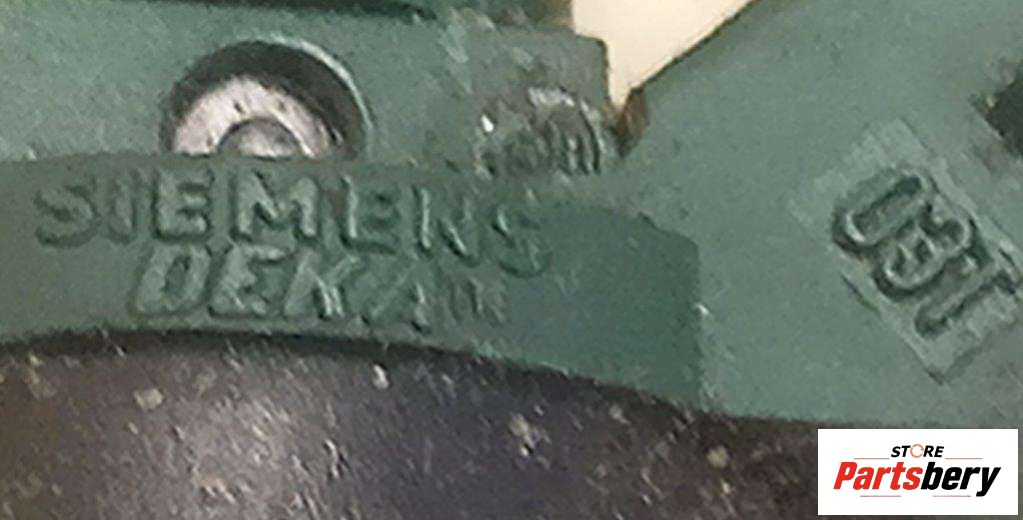 SIEMENS
DEKA
STORE
Partsbery